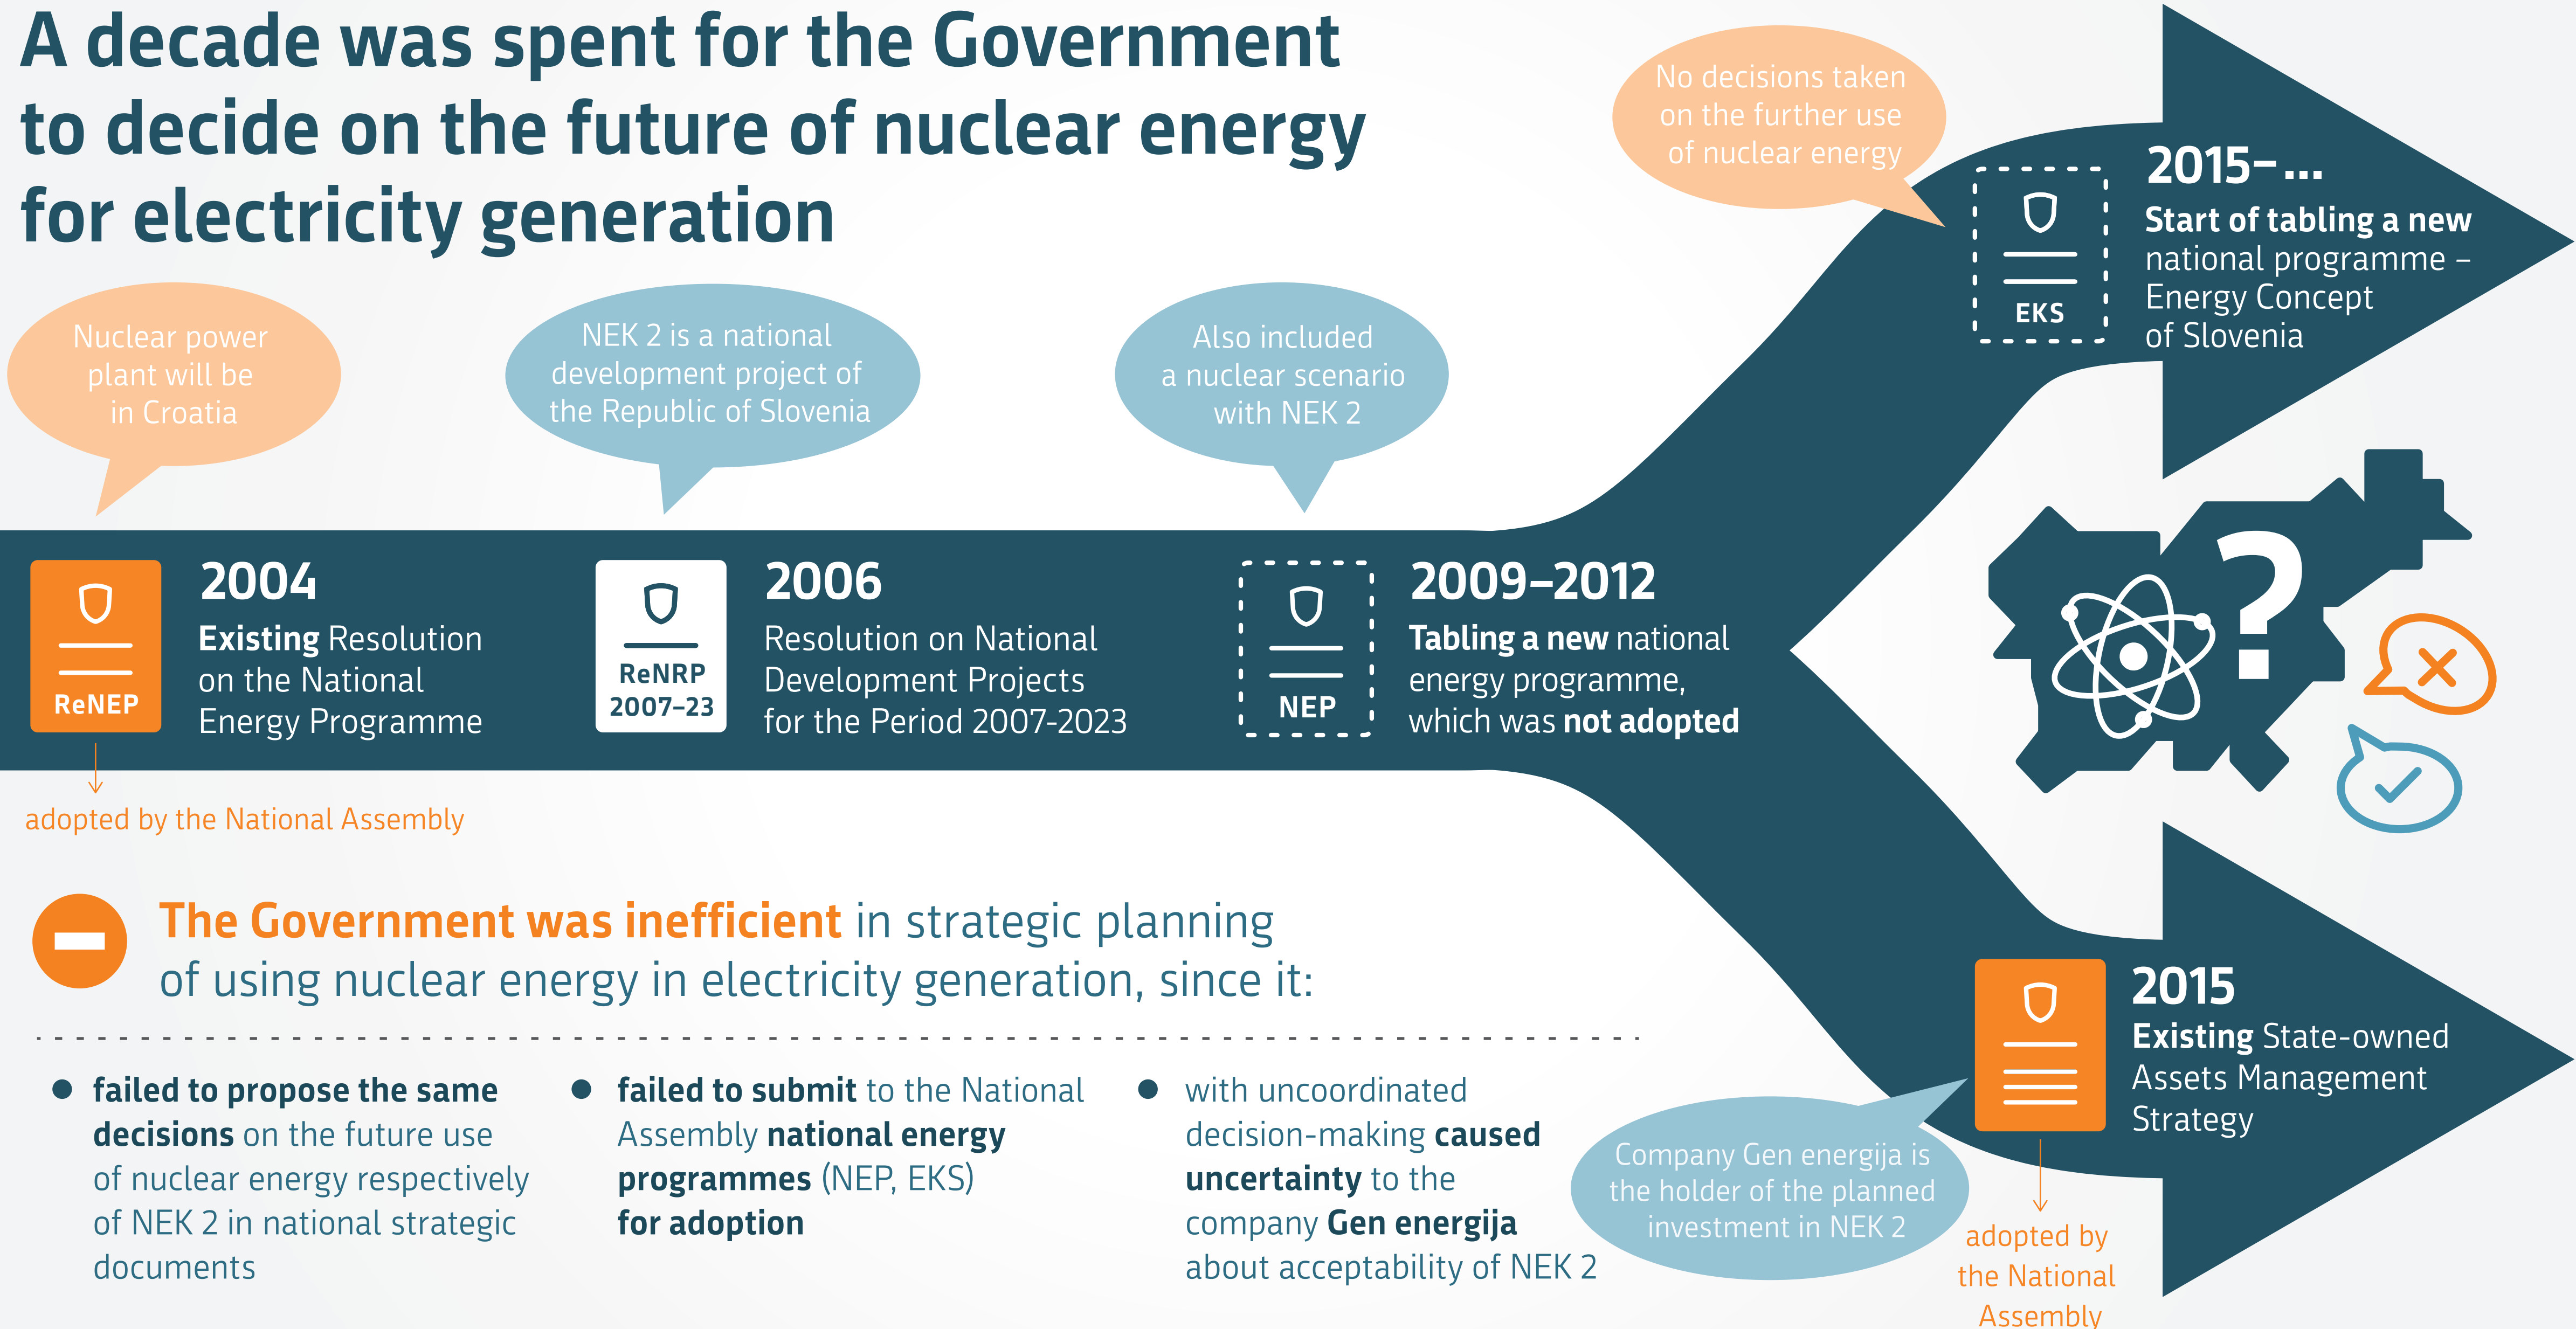 A decade was spent for the Government
to decide on the future of nuclear energy
for electricity generation
Nuclear power
plant will be
in Croatia
NEK 2 is a national
development project of
the Republic of Slovenia
Also included
a nuclear scenario
with NEK 2
No decisions taken
on the further use
of nuclear energy
EKS
2015–...
Start of tabling a new
national programme –
Energy Concept
of Slovenia
ReNEP
2004
Existing Resolution
on the National
Energy Programme
adopted by the National Assembly
ReNRP
2007–23
2006
Resolution on National
Development Projects
for the Period 2007-2023
NEP
2009–2012
Tabling a new national
energy programme,
which was not adopted
?
The Government was inefficient in strategic planning
of using nuclear energy in electricity generation, since it:
failed to propose the same
decisions on the future use
of nuclear energy respectively
of NEK 2 in national strategic
documents
failed to submit to the National
Assembly national energy
programmes (NEP, EKS)
for adoption
with uncoordinated
decision-making caused
uncertainty to the
company Gen energija
about acceptability of NEK 2
Company Gen energija is
the holder of the planned
investment in NEK 2
2015
Existing State-owned
Assets Management
Strategy
adopted by
the National
Assembly